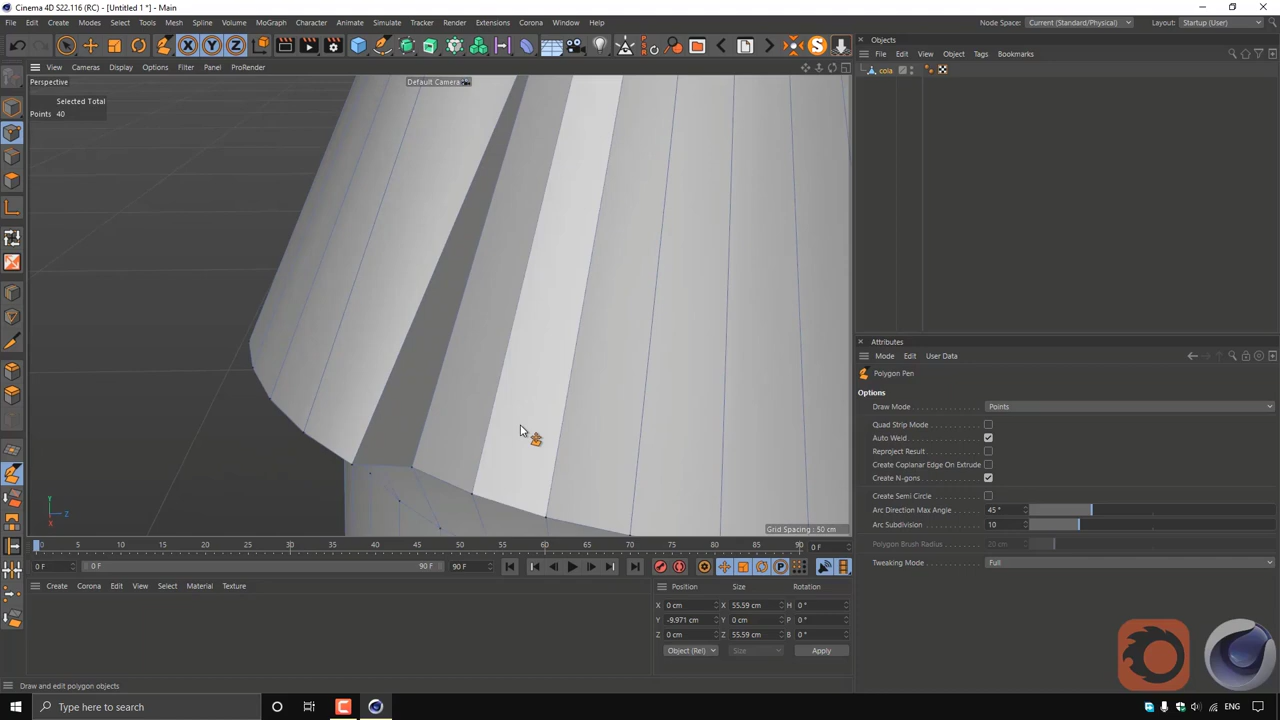 Cinema 4D S22.116 (RC) - [Untitled 1 *] - Main
File Edit Create Modes Select Tools Mesh Spline Volume MoGraph Character Animate Simulate Tracker Render Extensions Corona Window Help
Node Space: Current (Standard/Physical) Layout: Startup (User)
View Cameras Display Options Filter Panel ProRender
Perspective
Default Camera
Selected Total
Points 40
Grid Spacing : 50 cm
Objects
File Edit View Object Tags Bookmarks
cola
Attributes
Mode Edit User Data
Polygon Pen
Options
Draw Mode Points
Quad Strip Mode
Auto Weld
Reproject Result
Create Coplanar Edge On Extrude
Create N-gons
Create Semi Circle
Arc Direction Max Angle 45 °
Arc Subdivision 10
Polygon Brush Radius 20 cm
Tweaking Mode Full
0 5 10 15 20 25 30 35 40 45 50 55 60 65 70 75 80 85 90 0 F
0 F 0 F 90 F 90 F
Create Corona Edit View Select Material Texture
Position Size Rotation
X 0 cm X 55.59 cm H 0 °
Y -9.971 cm Y 0 cm P 0 °
Z 0 cm Z 55.59 cm B 0 °
Object (Rel) Size Apply
Draw and edit polygon objects
Type here to search
ENG